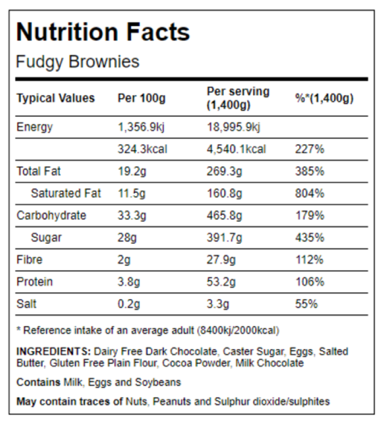 Nutrition Facts
Fudgy Brownies
Typical Values Per 100g Per serving (1,400g) %*(1,400g)
Energy 1,356.9kj 18,995.9kj
324.3kcal 4,540.1kcal 227%
Total Fat 19.2g 269.3g 385%
Saturated Fat 11.5g 160.8g 804%
Carbohydrate 33.3g 465.8g 179%
Sugar 28g 391.7g 435%
Fibre 2g 27.9g 112%
Protein 3.8g 53.2g 106%
Salt 0.2g 3.3g 55%
* Reference intake of an average adult (8400kj/2000kcal)
INGREDIENTS: Dairy Free Dark Chocolate, Caster Sugar, Eggs, Salted
Butter, Gluten Free Plain Flour, Cocoa Powder, Milk Chocolate
Contains Milk, Eggs and Soybeans
May contain traces of Nuts, Peanuts and Sulphur dioxide/sulphites